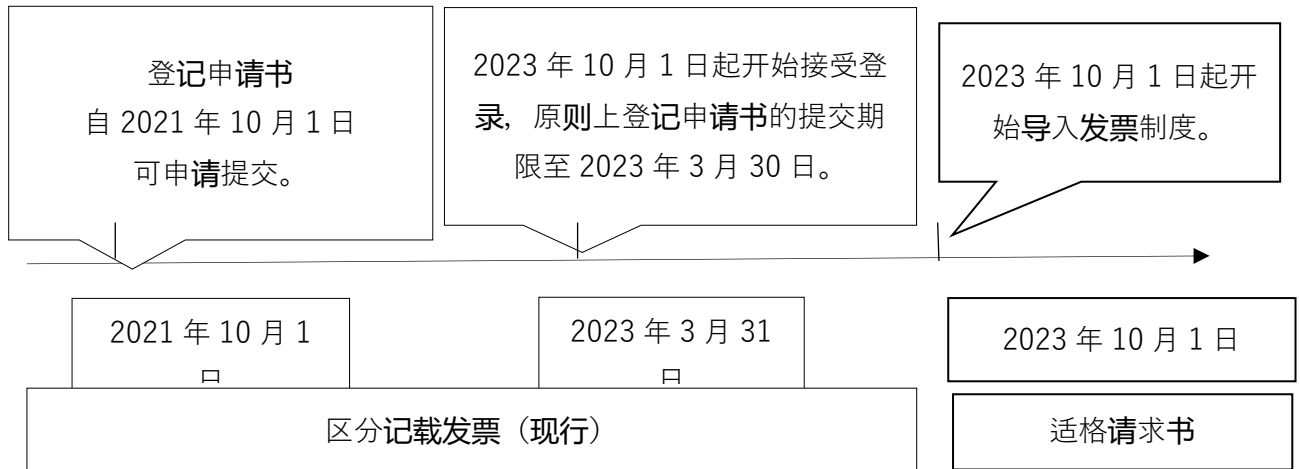 登记申请书
自 2021 年 10 月 1 日
可申请提交。
2023 年 10 月 1 日起开始接受登
录，原则上登记申请书的提交期
限至 2023 年 3 月 30 日。
2023 年 10 月 1 日起开
始导入发票制度。
2021 年 10 月 1
日
2023 年 3 月 31
日
2023 年 10 月 1 日
区分记载发票（现行）
适格请求书